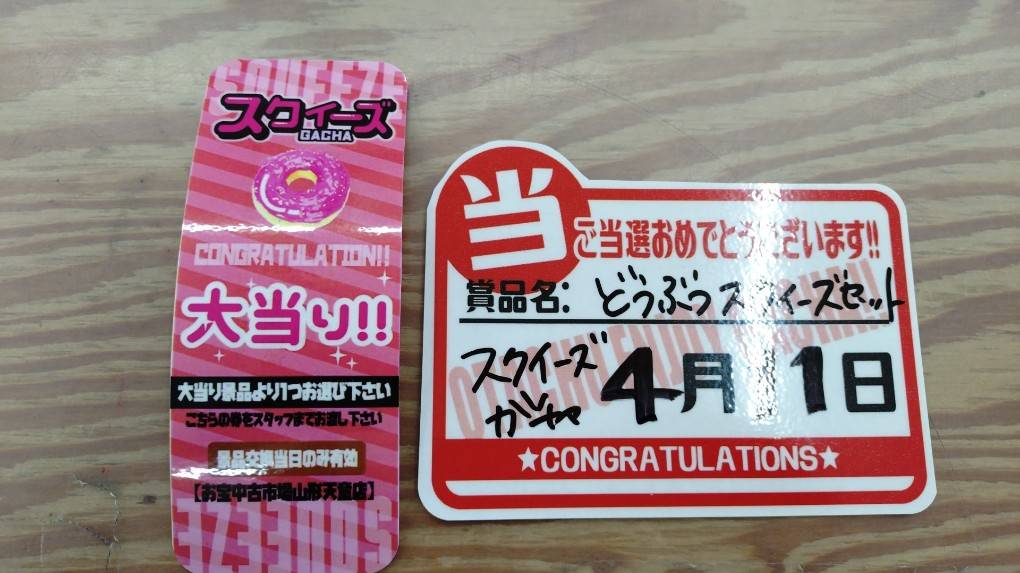 SQUEEZE
スクィーズ
GACHA
CONGRATULATION!!
大当り!!
大当り景品より1つお選び下さい
こちらの券をスタッフまでお渡し下さい
景品交換当日のみ有効
【お宝中古市場山形天童店】
SQUEEZE
当
ご当選おめでとうございます!!
賞品名: どうぶつスクイーズセット
スクイーズ
ガチャ
4月11日
★CONGRATULATIONS★